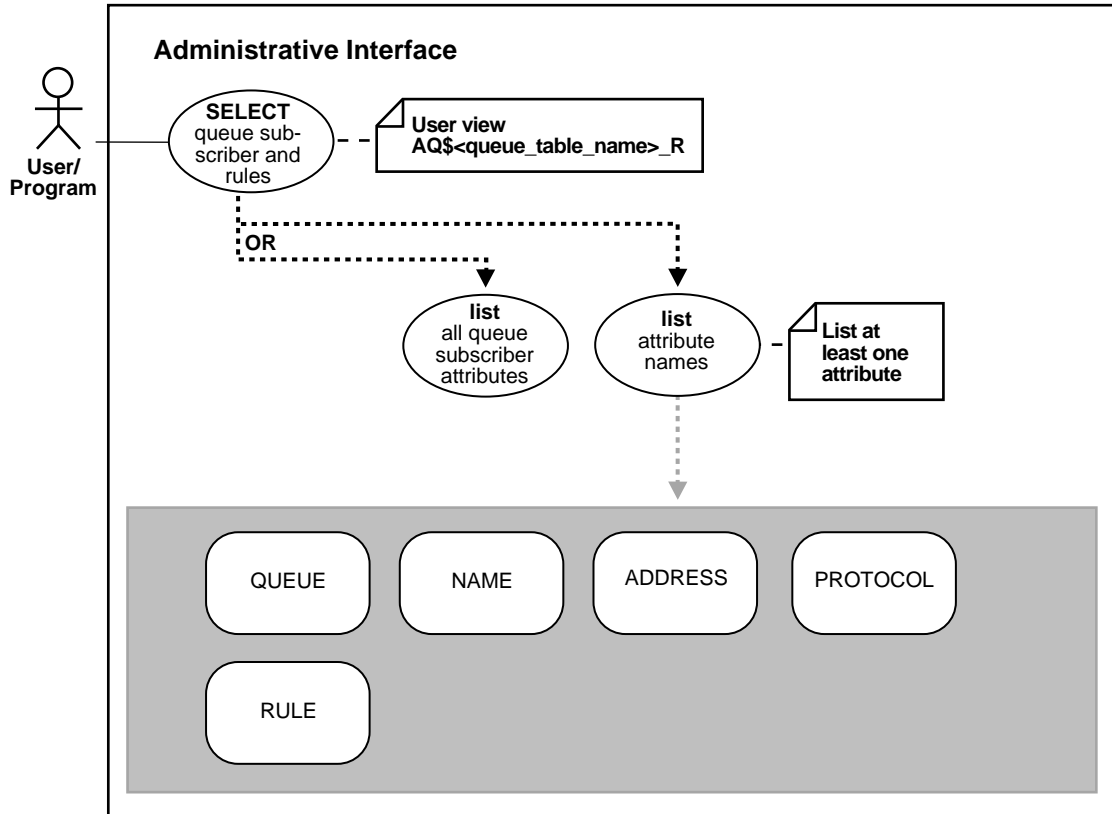 Administrative Interface
User/
Program
SELECT
queue sub-
scriber and
rules
User view
AQ$<queue_table_name>_R
OR
list
all queue
subscriber
attributes
list
attribute
names
List at
least one
attribute
QUEUE
NAME
ADDRESS
PROTOCOL
RULE